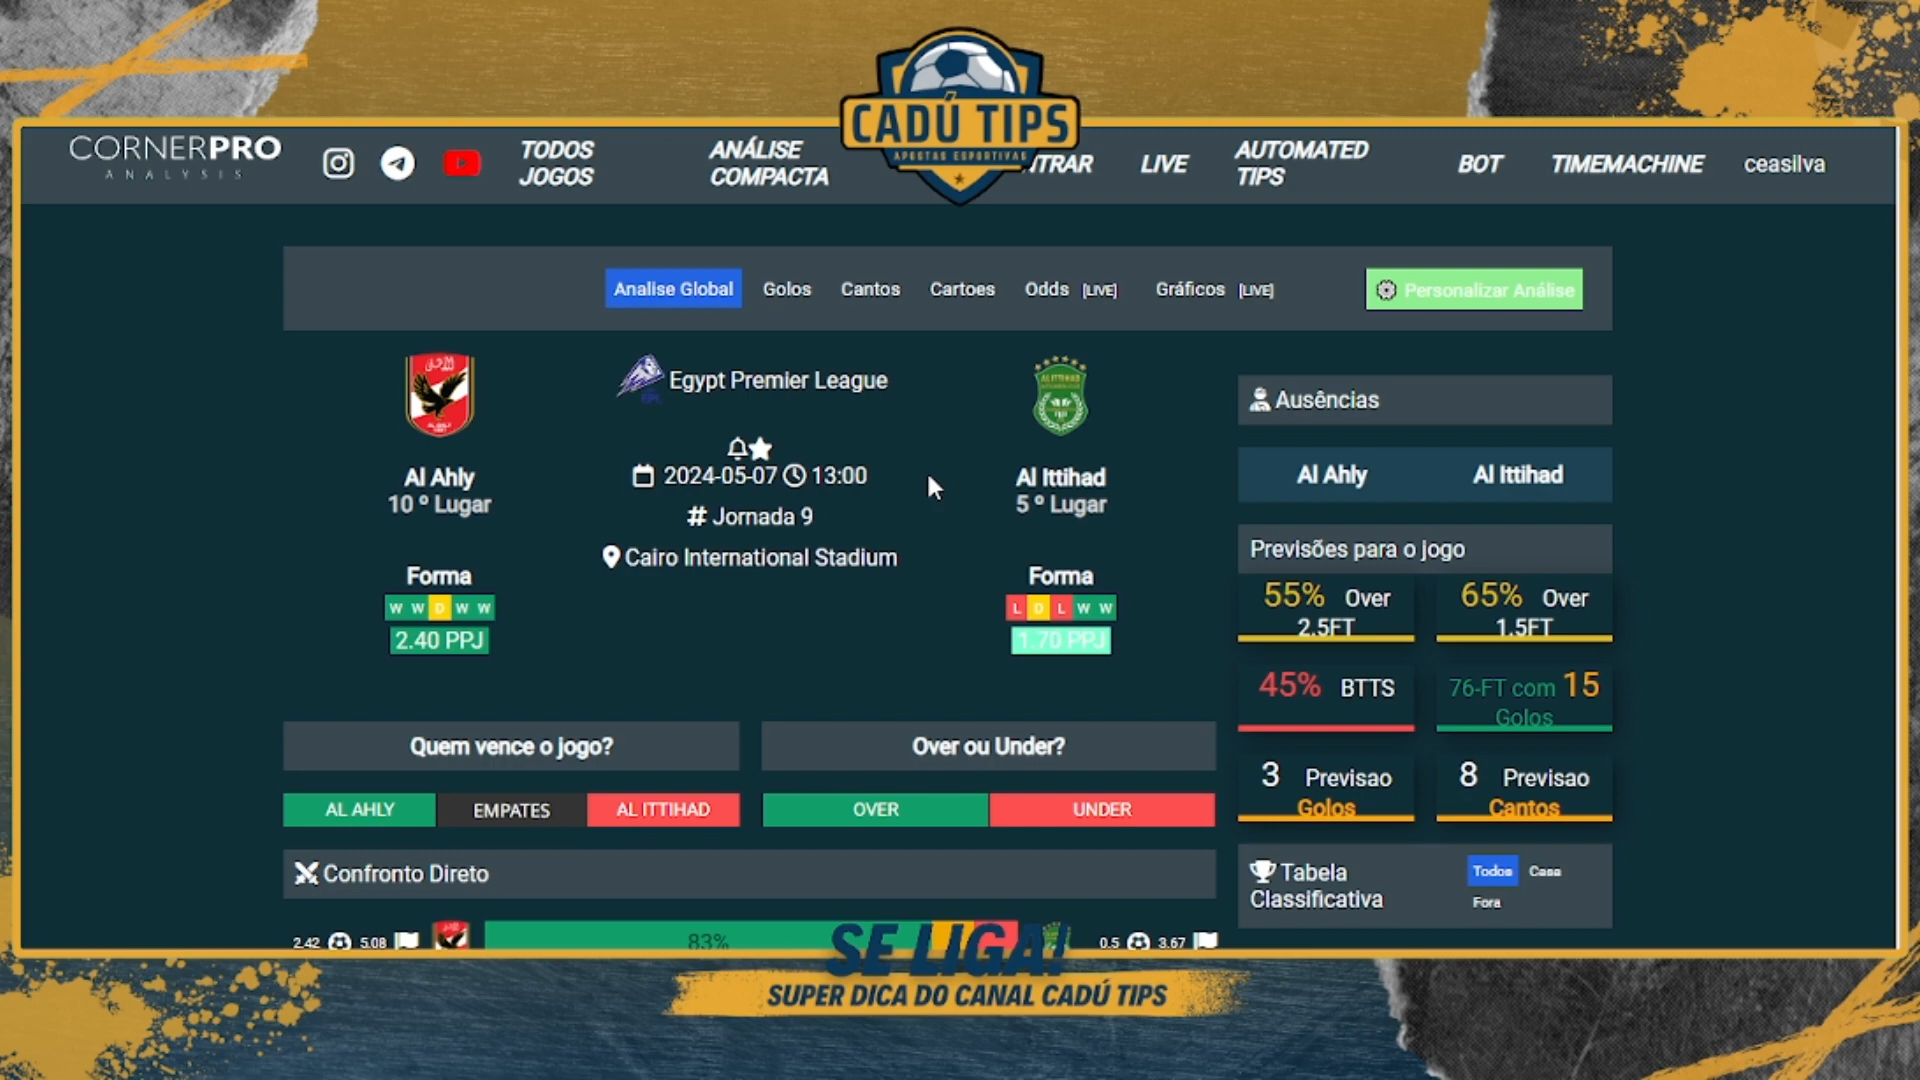 CADÚ TIPS
APOSTAS ESPORTIVAS
CORNERPRO
ANALYSIS
TODOS
JOGOS
ANÁLISE
COMPACTA
NTRAR
LIVE
AUTOMATED
TIPS
BOT
TIMEMACHINE
ceasilva
Analise Global
Golos
Cantos
Cartoes
Odds [LIVE]
Gráficos [LIVE]
Personalizar Análise
Egypt Premier League
Al Ahly
10 º Lugar
2024-05-07 13:00
# Jornada 9
Cairo International Stadium
AL ITTIHAD
Al Ittihad
5 º Lugar
Forma
W W D W W
2.40 PPJ
Forma
L D L W W
1.70 PPJ
Quem vence o jogo?
AL AHLY
EMPATES
AL ITTIHAD
Over ou Under?
OVER
UNDER
Confronto Direto
2.42
5.08
83%
0.5
3.67
Ausências
Al Ahly
Al Ittihad
Previsões para o jogo
55% Over
2.5FT
65% Over
1.5FT
45% BTTS
76-FT com 15
Golos
3 Previsao
Golos
8 Previsao
Cantos
Tabela
Classificativa
Todos
Casa
Fora
SE LIGA!
SUPER DICA DO CANAL CADÚ TIPS